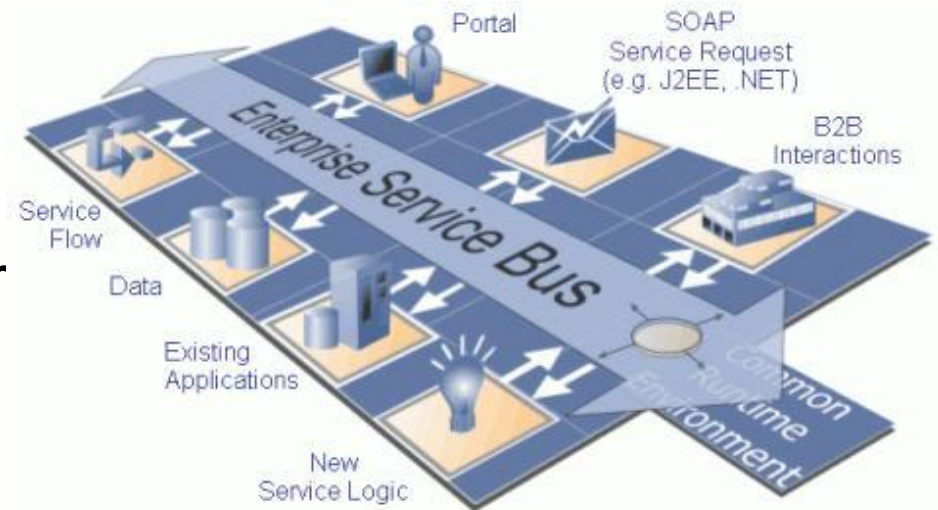 Portal
SOAP
Service Request
(e.g. J2EE, .NET)
B2B
Interactions
Enterprise Service Bus
Service
Flow
r
Data
Existing
Applications
New
Service Logic
Common
Runtime
Environment